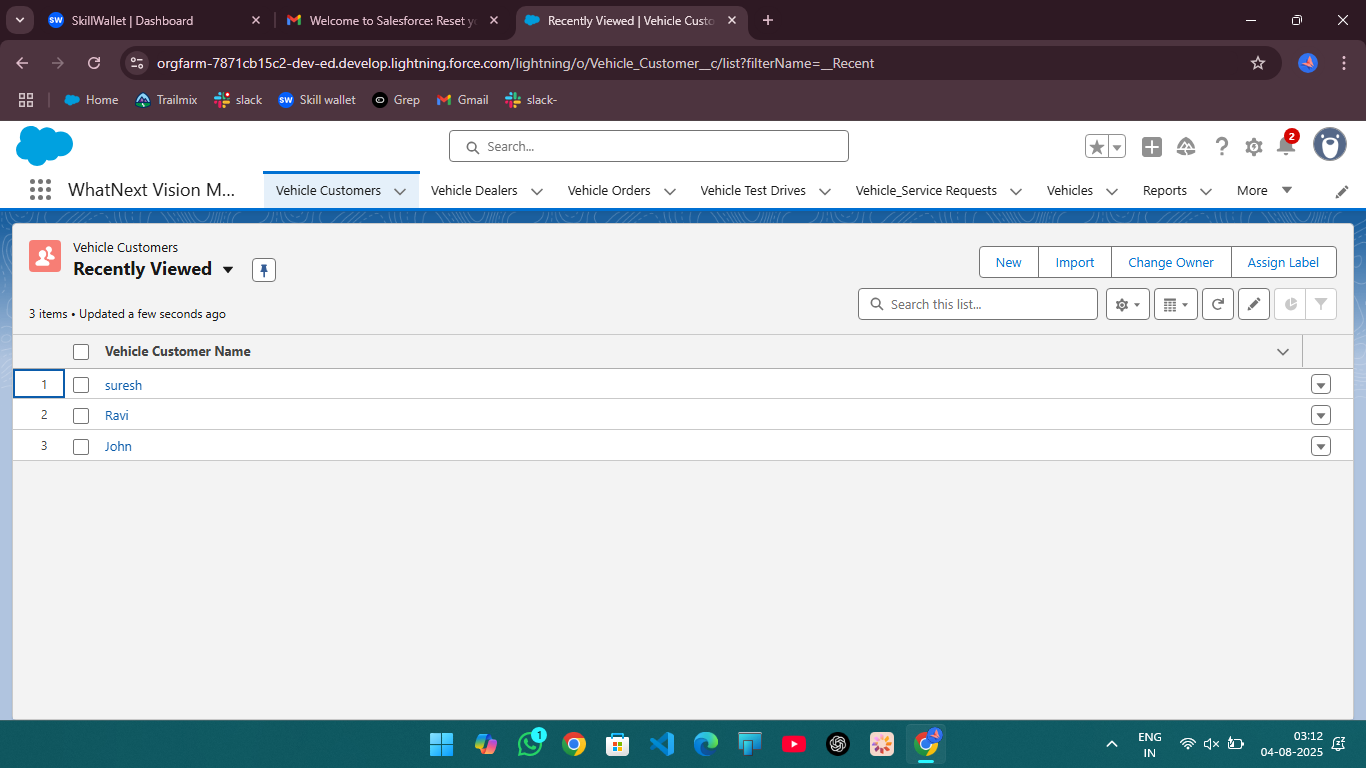 SkillWallet | Dashboard
Welcome to Salesforce: Reset yo
Recently Viewed | Vehicle Custo
orgfarm-7871cb15c2-dev-ed.develop.lightning.force.com/lightning/o/Vehicle_Customer__c/list?filterName=__Recent
Home
Trailmix
slack
Skill wallet
Grep
Gmail
slack-
Search...
2
WhatNext Vision M...
Vehicle Customers
Vehicle Dealers
Vehicle Orders
Vehicle Test Drives
Vehicle_Service Requests
Vehicles
Reports
More
Vehicle Customers
Recently Viewed
New
Import
Change Owner
Assign Label
3 items • Updated a few seconds ago
Search this list...
Vehicle Customer Name
1 suresh
2 Ravi
3 John
1
ENG
IN
03:12
04-08-2025